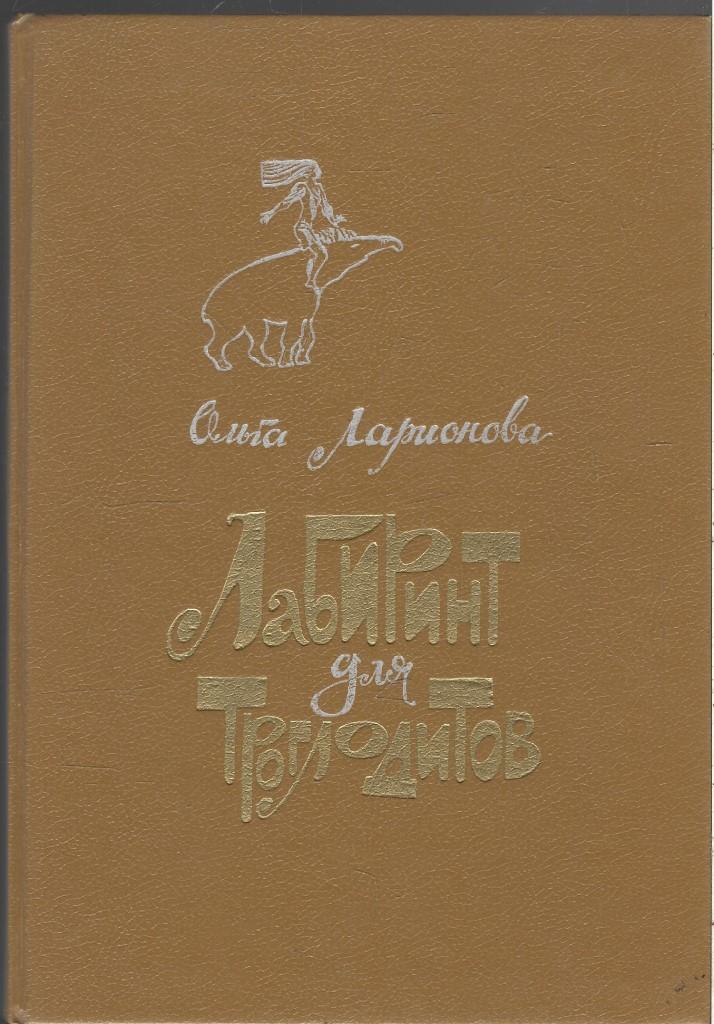 Ольга Ларионова
Лабиринт
для
Троглодитов